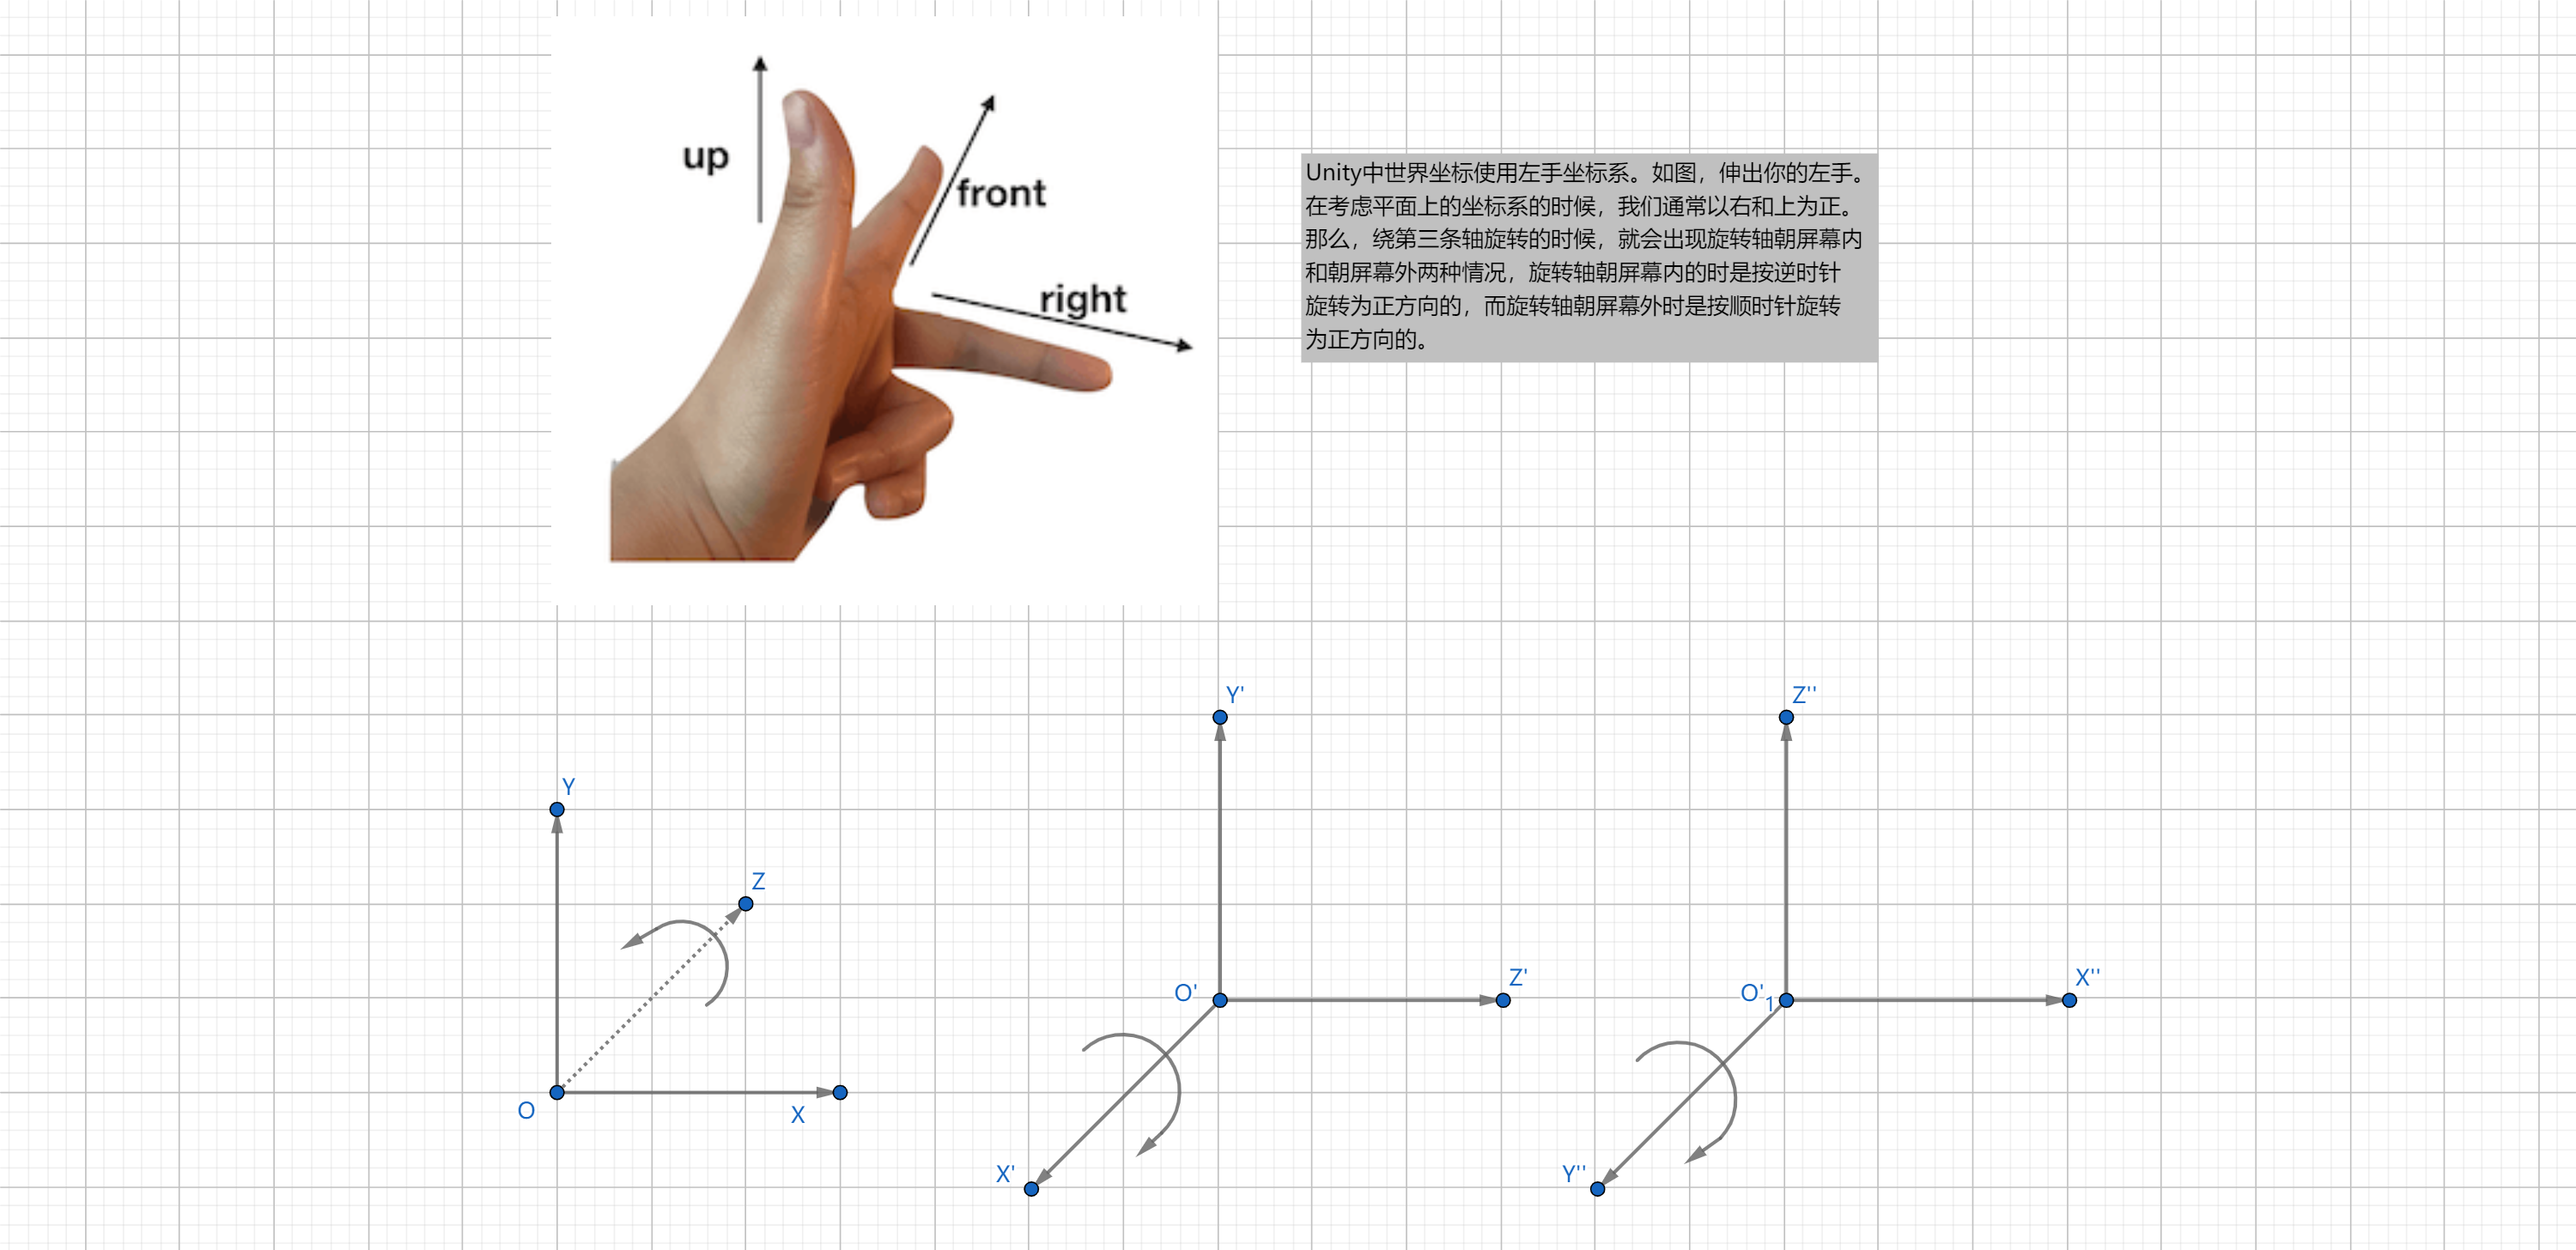 up
front
right
Unity中世界坐标使用左手坐标系。如图，伸出你的左手。
在考虑平面上的坐标系的时候，我们通常以右和上为正。
那么，绕第三条轴旋转的时候，就会出现旋转轴朝屏幕内
和朝屏幕外两种情况，旋转轴朝屏幕内的时是按逆时针
旋转为正方向的，而旋转轴朝屏幕外时是按顺时针旋转
为正方向的。
Y
Z
O
X
Y'
O'
Z'
X'
Z''
O'₁
X''
Y''